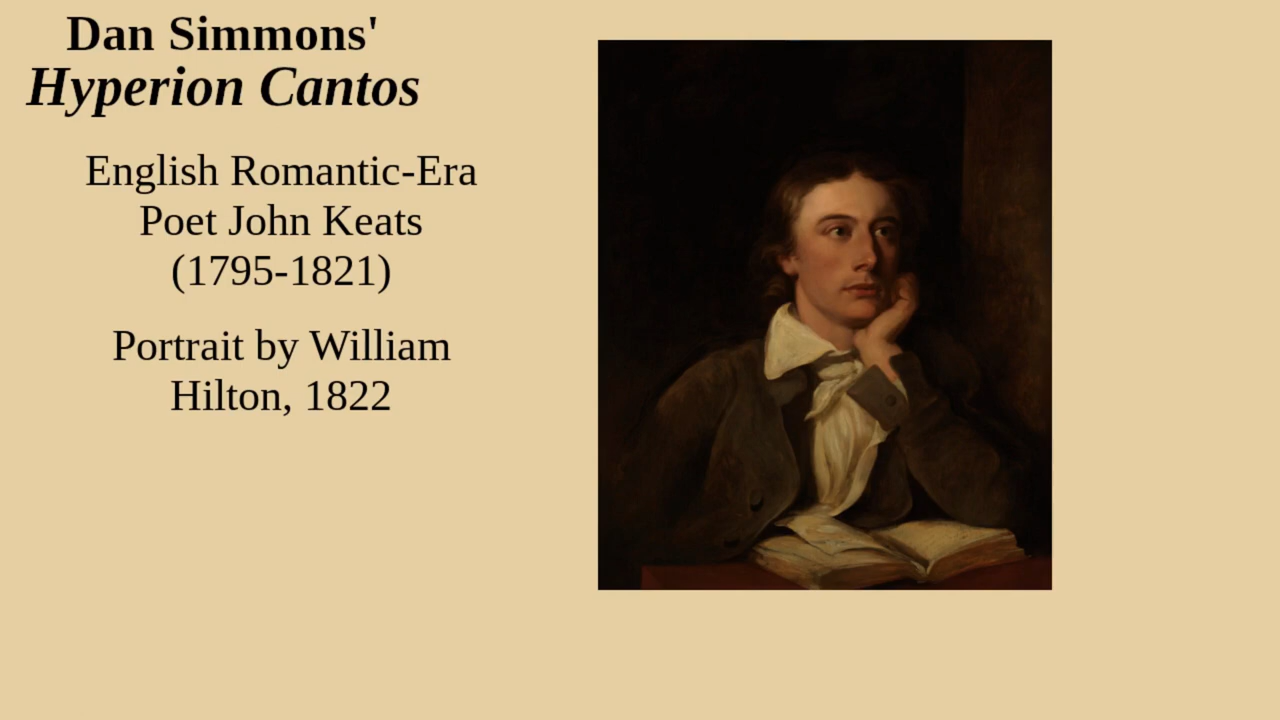 Dan Simmons'
Hyperion Cantos
English Romantic-Era
Poet John Keats
(1795-1821)
Portrait by William
Hilton, 1822